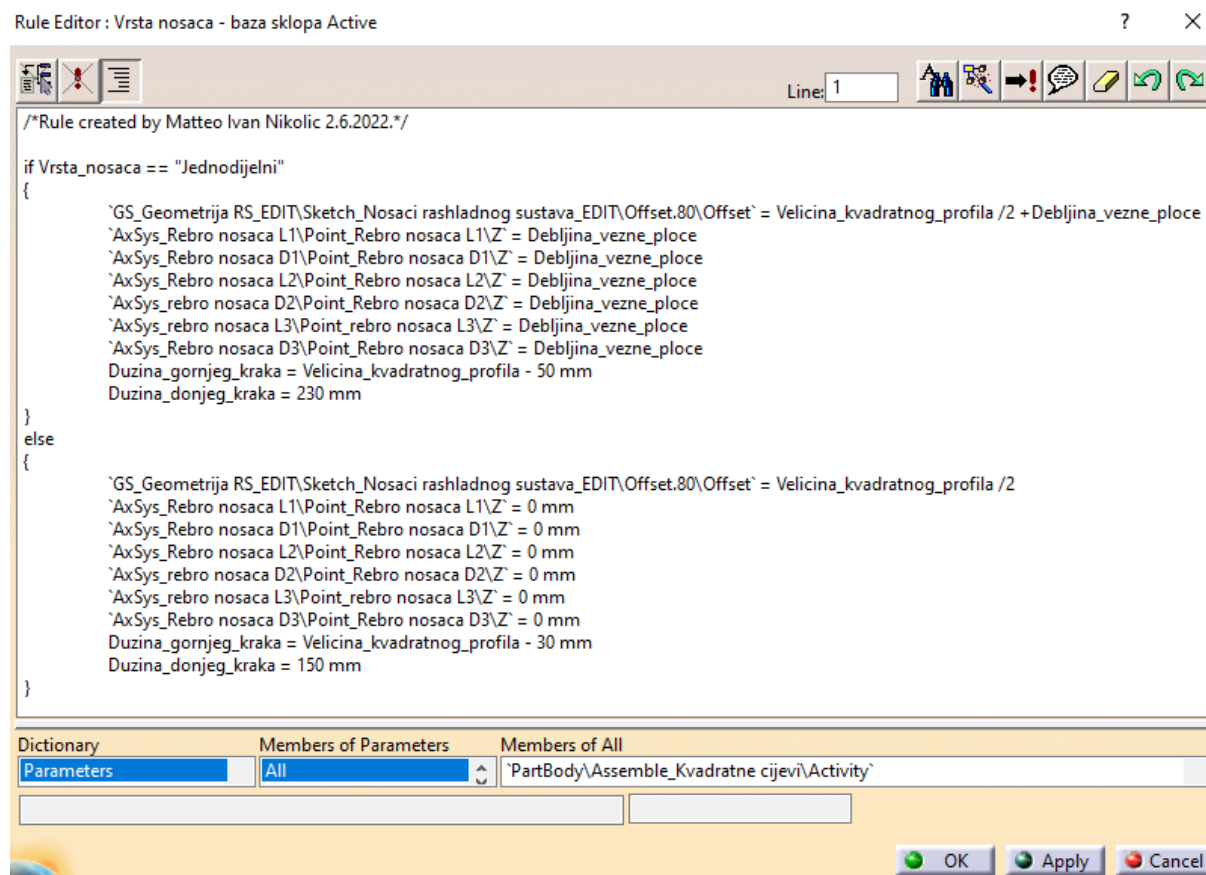 Rule Editor : Vrsta nosaca - baza sklopa Active
? ×
Line: 1
/*Rule created by Matteo Ivan Nikolic 2.6.2022.*/
if Vrsta_nosaca == "Jednodijelni"
{
`GS_Geometrija RS_EDIT\Sketch_Nosaci rashladnog sustava_EDIT\Offset.80\Offset` = Velicina_kvadratnog_profila /2 +Debljina_vezne_ploce
`AxSys_Rebro nosaca L1\Point_Rebro nosaca L1\Z` = Debljina_vezne_ploce
`AxSys_Rebro nosaca D1\Point_Rebro nosaca D1\Z` = Debljina_vezne_ploce
`AxSys_Rebro nosaca L2\Point_Rebro nosaca L2\Z` = Debljina_vezne_ploce
`AxSys_rebro nosaca D2\Point_Rebro nosaca D2\Z` = Debljina_vezne_ploce
`AxSys_rebro nosaca L3\Point_rebro nosaca L3\Z` = Debljina_vezne_ploce
`AxSys_Rebro nosaca D3\Point_Rebro nosaca D3\Z` = Debljina_vezne_ploce
Duzina_gornjeg_kraka = Velicina_kvadratnog_profila - 50 mm
Duzina_donjeg_kraka = 230 mm
}
else
{
`GS_Geometrija RS_EDIT\Sketch_Nosaci rashladnog sustava_EDIT\Offset.80\Offset` = Velicina_kvadratnog_profila /2
`AxSys_Rebro nosaca L1\Point_Rebro nosaca L1\Z` = 0 mm
`AxSys_Rebro nosaca D1\Point_Rebro nosaca D1\Z` = 0 mm
`AxSys_Rebro nosaca L2\Point_Rebro nosaca L2\Z` = 0 mm
`AxSys_rebro nosaca D2\Point_Rebro nosaca D2\Z` = 0 mm
`AxSys_rebro nosaca L3\Point_rebro nosaca L3\Z` = 0 mm
`AxSys_Rebro nosaca D3\Point_Rebro nosaca D3\Z` = 0 mm
Duzina_gornjeg_kraka = Velicina_kvadratnog_profila - 30 mm
Duzina_donjeg_kraka = 150 mm
}
Dictionary Members of Parameters Members of All
Parameters All `PartBody\Assemble_Kvadratne cijevi\Activity`
OK Apply Cancel